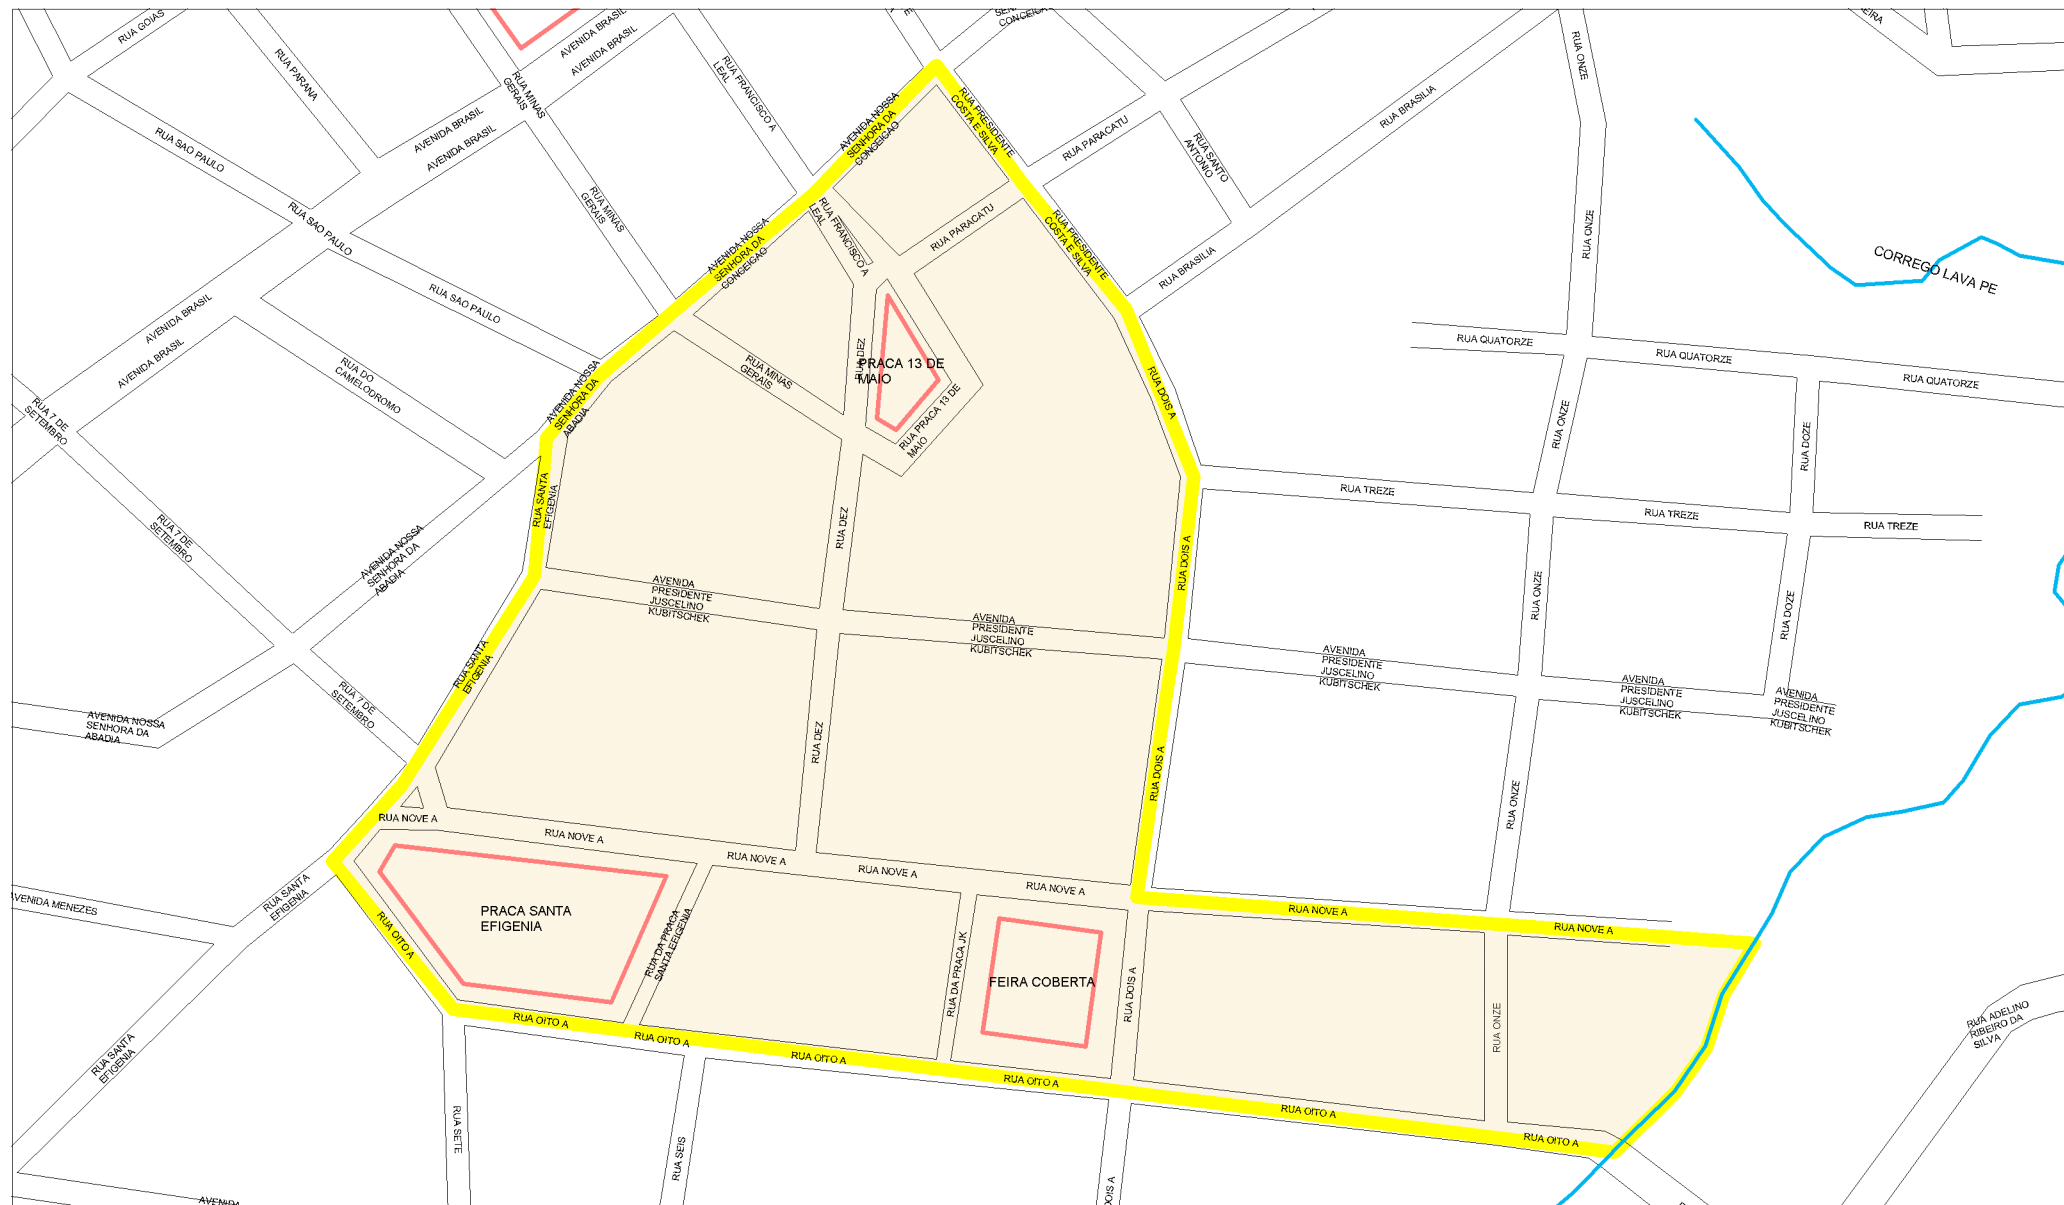 RUA GOIAS
RUA PARANA
AVENIDA BRASIL
AVENIDA BRASIL
RUA MINAS
GERAIS
RUA FRANCISCO A
LEAL
CONCEICAO
RUA ONZE
RUA SAO PAULO
AVENIDA BRASIL
AVENIDA BRASIL
AVENIDA NOSSA
SENHORA DA
CONCEICAO
RUA PRESIDENTE
COSTA E SILVA
RUA PARACATU
RUA BRASILIA
RUA SANTO
ANTONIO
RUA SAO PAULO
RUA MINAS
GERAIS
RUA FRANCISCO A
LEAL
RUA PARACATU
RUA PRESIDENTE
COSTA E SILVA
RUA BRASILIA
RUA ONZE
CORREGO LAVA PE
AVENIDA NOSSA
SENHORA DA
CONCEICAO
RUA SAO PAULO
AVENIDA BRASIL
AVENIDA BRASIL
RUA DO
CAMELODROMO
RUA MINAS
GERAIS
RUA DEZ
PRACA 13 DE
MAIO
RUA PRACA 13 DE
MAIO
RUA DOIS A
RUA QUATORZE
RUA QUATORZE
RUA QUATORZE
RUA 7 DE
SETEMBRO
AVENIDA NOSSA
SENHORA DA
ABADIA
RUA ONZE
RUA DOZE
RUA SANTA
EFIGENIA
RUA TREZE
RUA TREZE
RUA TREZE
RUA 7 DE
SETEMBRO
AVENIDA NOSSA
SENHORA DA
ABADIA
RUA DEZ
RUA DOIS A
RUA ONZE
RUA DOZE
AVENIDA
PRESIDENTE
JUSCELINO
KUBITSCHEK
AVENIDA
PRESIDENTE
JUSCELINO
KUBITSCHEK
AVENIDA
PRESIDENTE
JUSCELINO
KUBITSCHEK
AVENIDA
PRESIDENTE
JUSCELINO
KUBITSCHEK
AVENIDA
PRESIDENTE
JUSCELINO
KUBITSCHEK
RUA SANTA
EFIGENIA
RUA 7 DE
SETEMBRO
AVENIDA NOSSA
SENHORA DA
ABADIA
RUA DEZ
RUA DOIS A
RUA ONZE
RUA NOVE A
RUA NOVE A
RUA NOVE A
RUA NOVE A
RUA NOVE A
RUA NOVE A
RUA NOVE A
AVENIDA MENEZES
RUA SANTA
EFIGENIA
RUA OITO A
PRACA SANTA
EFIGENIA
RUA DA PRACA
SANTA EFIGENIA
RUA DA PRACA JK
FEIRA COBERTA
RUA DOIS A
RUA ONZE
RUA ADELINO
RIBEIRO DA
SILVA
RUA SANTA
EFIGENIA
RUA OITO A
RUA OITO A
RUA OITO A
RUA OITO A
RUA OITO A
RUA OITO A
RUA SETE
RUA SEIS
AVENIDA